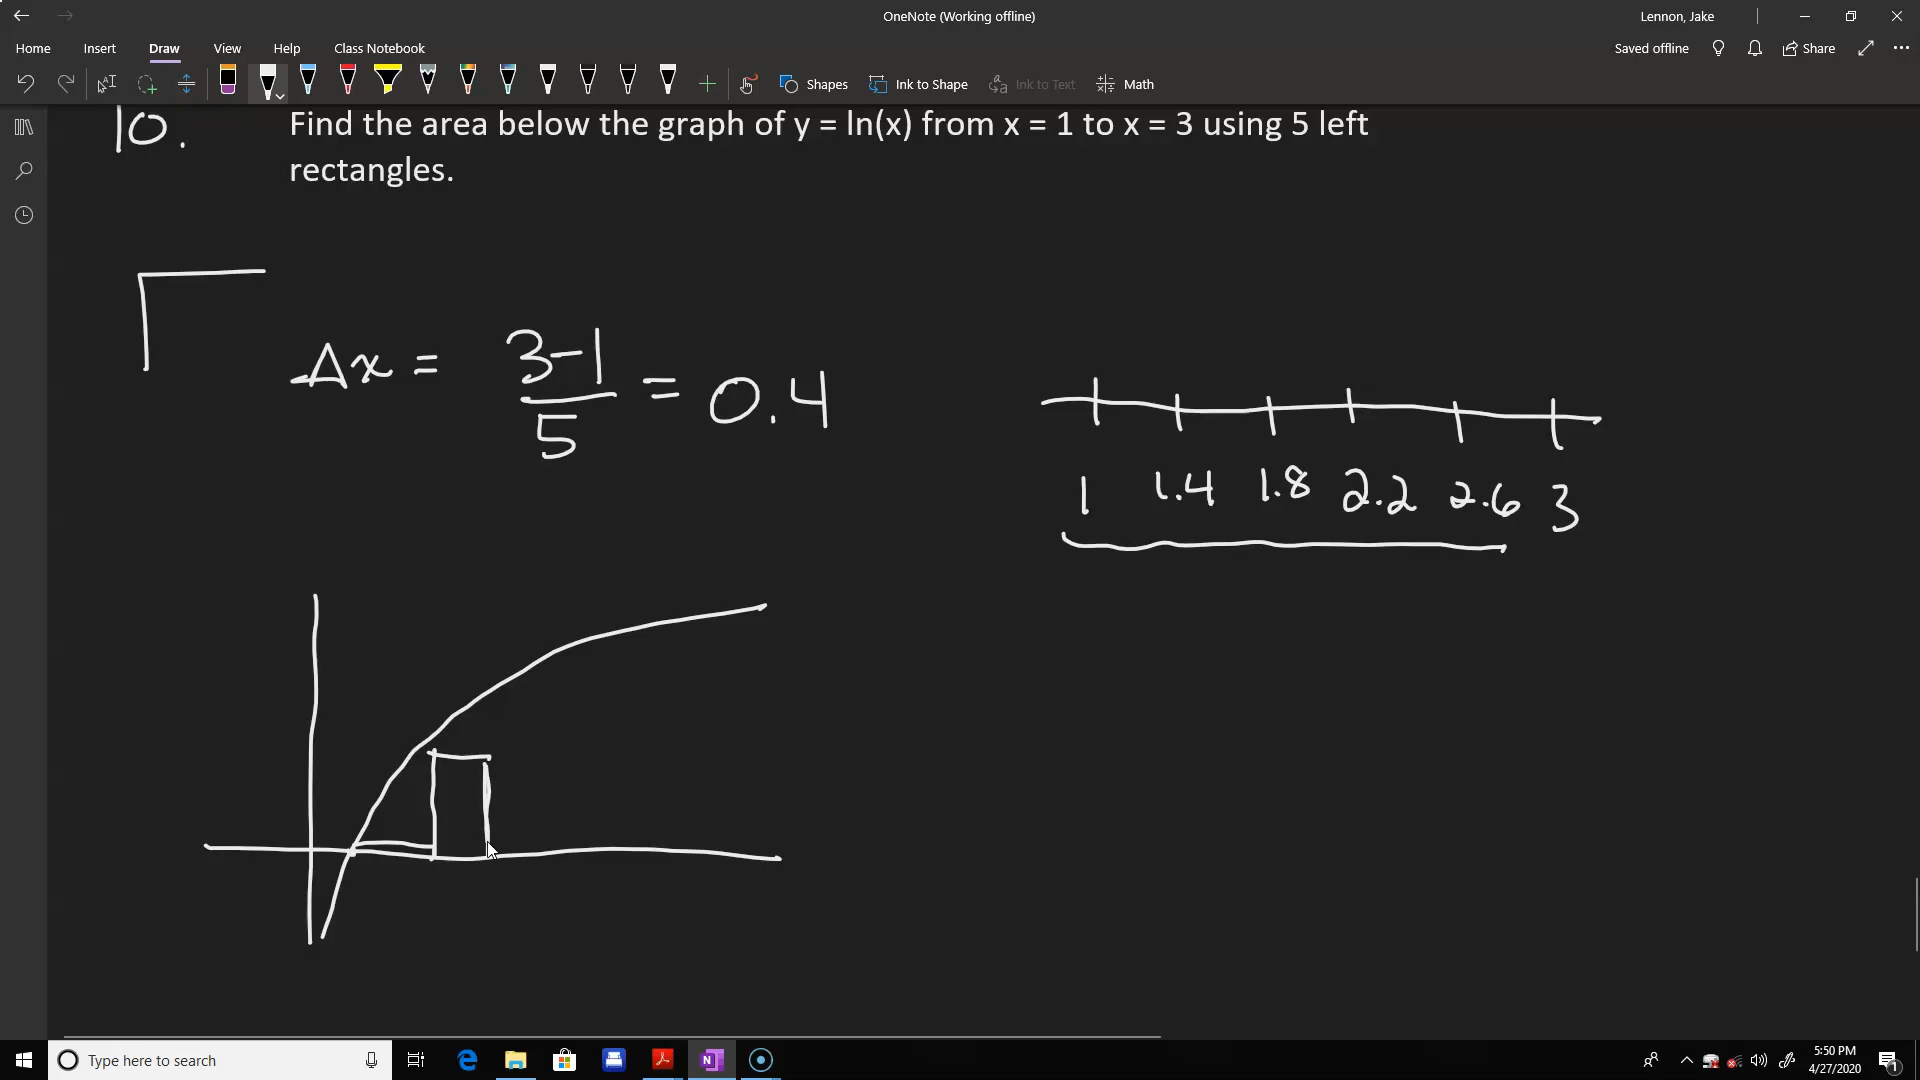 OneNote (Working offline)
Lennon, Jake
Home Insert Draw View Help Class Notebook
Saved offline Share
Shapes Ink to Shape Ink to Text Math
10. Find the area below the graph of y = ln(x) from x = 1 to x = 3 using 5 left
rectangles.
Δx = 3-1/5 = 0.4
1 1.4 1.8 2.2 2.6 3
Type here to search
5:50 PM
4/27/2020
1